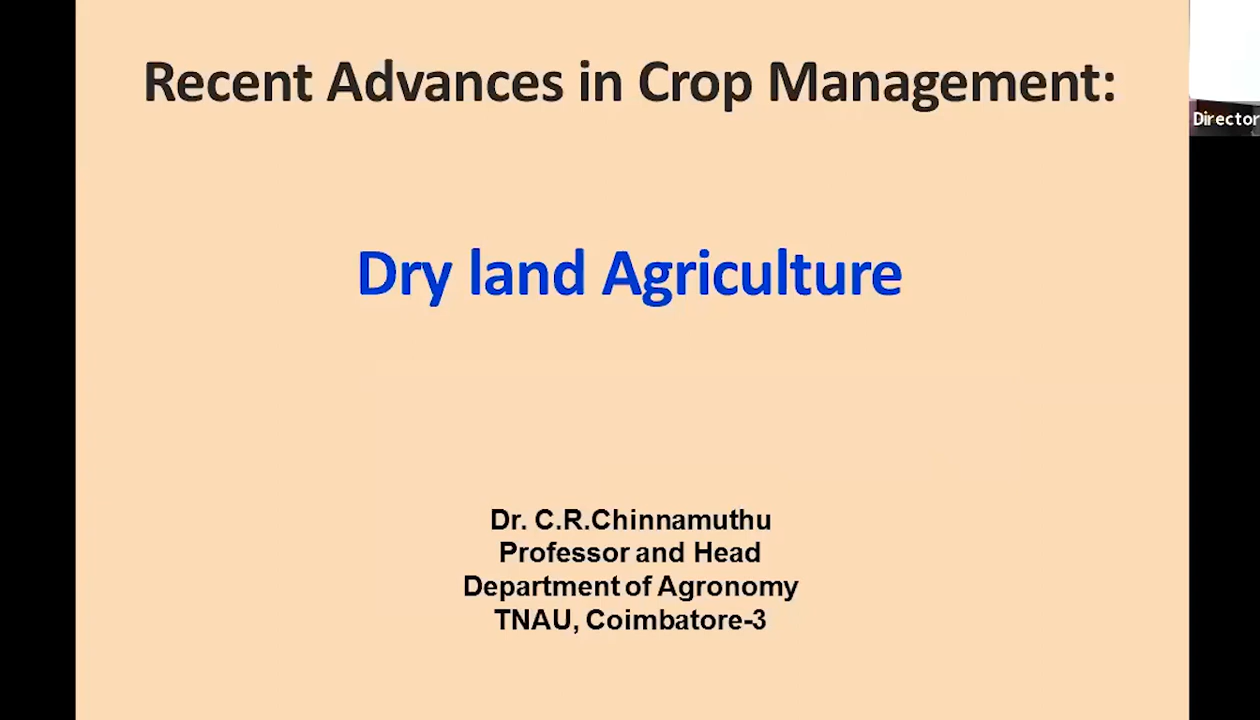 Recent Advances in Crop Management:
Director
Dry land Agriculture
Dr. C.R.Chinnamuthu
Professor and Head
Department of Agronomy
TNAU, Coimbatore-3